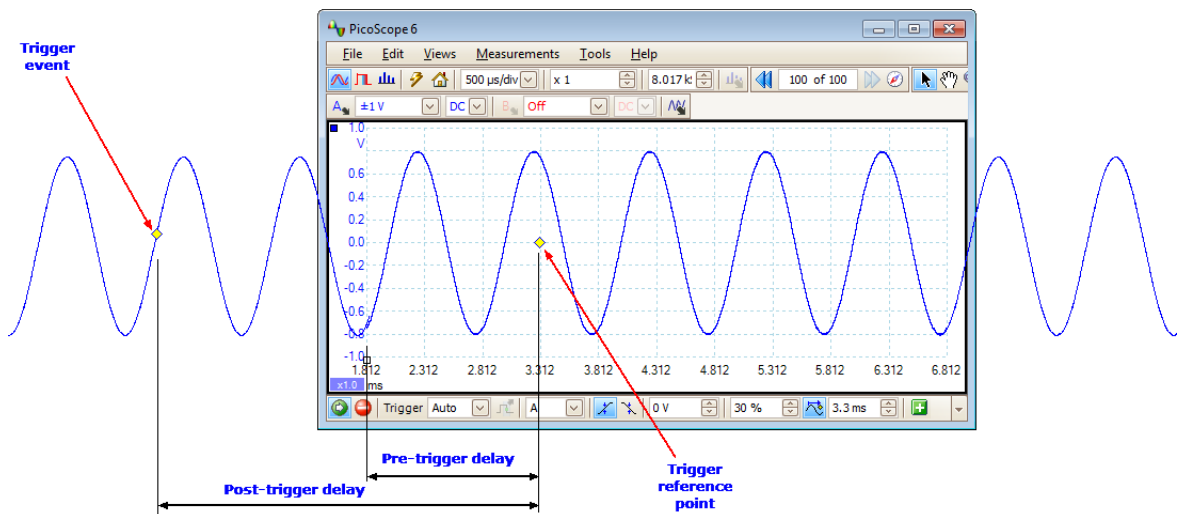 PicoScope 6
Trigger
event
File Edit Views Measurements Tools Help
500 µs/div x 1 8.017 k 100 of 100
A ±1 V DC B Off DC
1.0
V
0.6
0.4
0.2
0.0
-0.2
-0.4
-0.6
-0.8
-1.0
1.812 2.312 2.812 3.312 3.812 4.312 4.812 5.312 5.812 6.312 6.812
x1.0 ms
Trigger Auto A 0 V 30 % 3.3 ms
Pre-trigger delay
Trigger
reference
point
Post-trigger delay